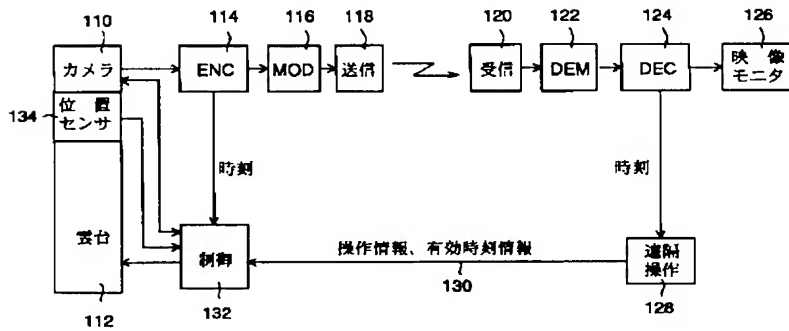 110
114
116
118
120
122
124
126
カメラ
ENC
MOD
送信
受信
DEM
DEC
映像
モニタ
134
位置
センサ
時刻
時刻
雲台
制御
操作情報、有効時刻情報
遠隔
操作
130
132
128
112